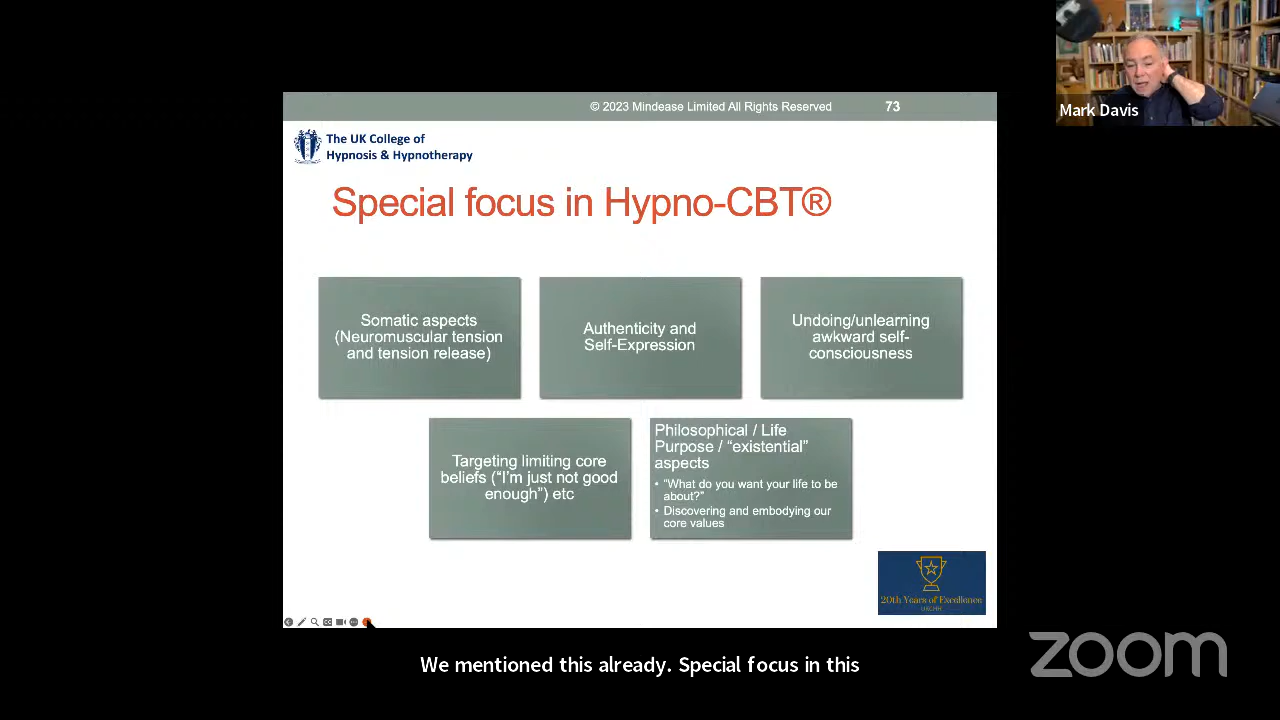 © 2023 Mindease Limited All Rights Reserved
73
Mark Davis
The UK College of
Hypnosis & Hypnotherapy
Special focus in Hypno-CBT®
Somatic aspects
(Neuromuscular tension
and tension release)
Authenticity and
Self-Expression
Undoing/unlearning
awkward self-
consciousness
Targeting limiting core
beliefs (“I’m just not good
enough”) etc
Philosophical / Life
Purpose / “existential”
aspects
• “What do you want your life to be
about?”
• Discovering and embodying our
core values
20th Years of Excellence
UKCHH
We mentioned this already. Special focus in this
zoom